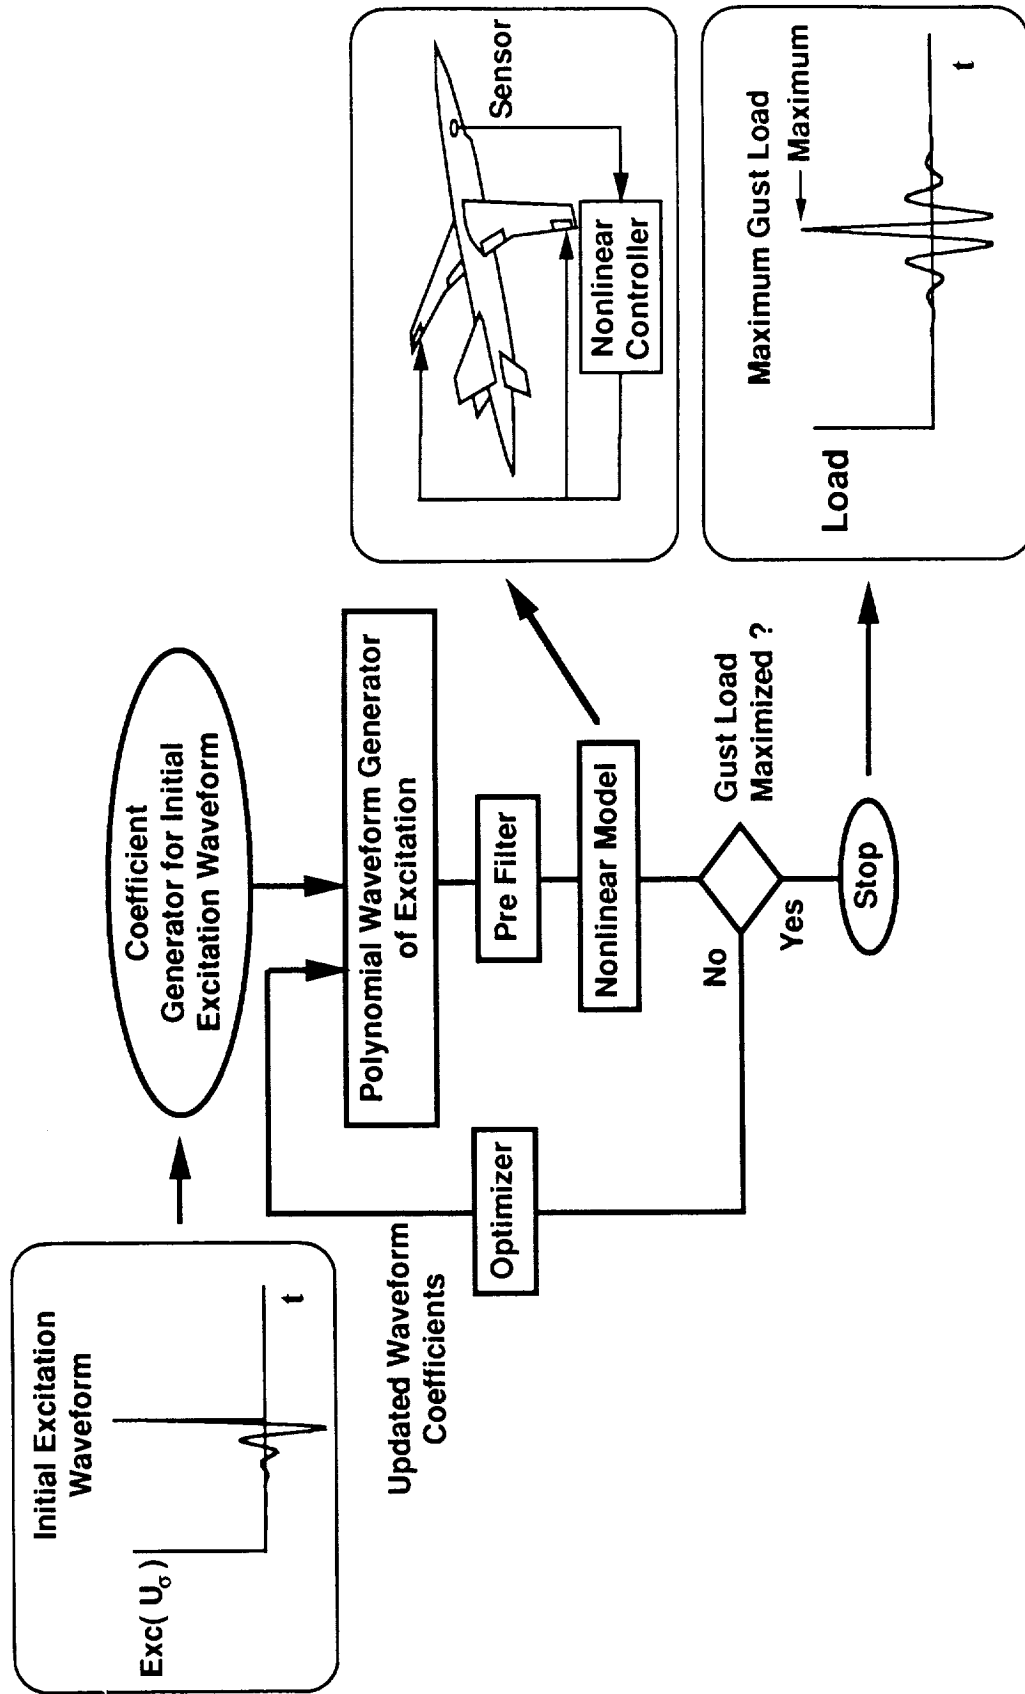 Initial Excitation
Waveform
Exc( Uσ )
t
Coefficient
Generator for Initial
Excitation Waveform
Polynomial Waveform Generator
of Excitation
Updated Waveform
Coefficients
Optimizer
Pre Filter
Nonlinear Model
No
Yes
Gust Load
Maximized ?
Stop
Sensor
Nonlinear
Controller
Maximum Gust Load
Maximum
Load
t